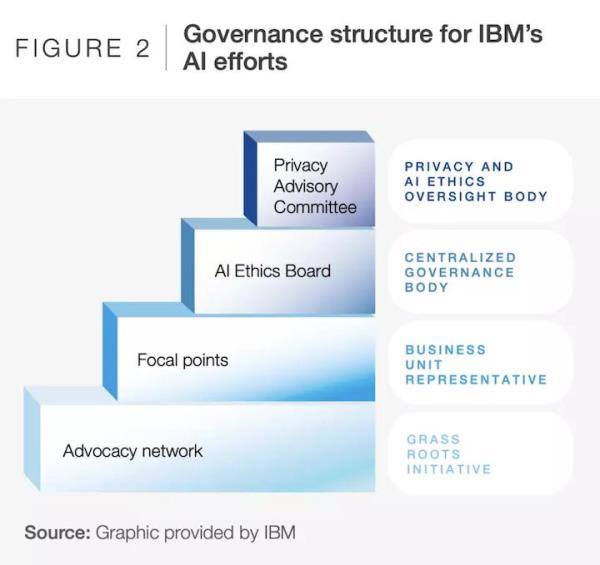 FIGURE 2
Governance structure for IBM's
AI efforts
Privacy
Advisory
Committee
PRIVACY AND
AI ETHICS
OVERSIGHT BODY
AI Ethics Board
CENTRALIZED
GOVERNANCE
BODY
Focal points
BUSINESS
UNIT
REPRESENTATIVE
Advocacy network
GRASS
ROOTS
INITIATIVE
Source: Graphic provided by IBM